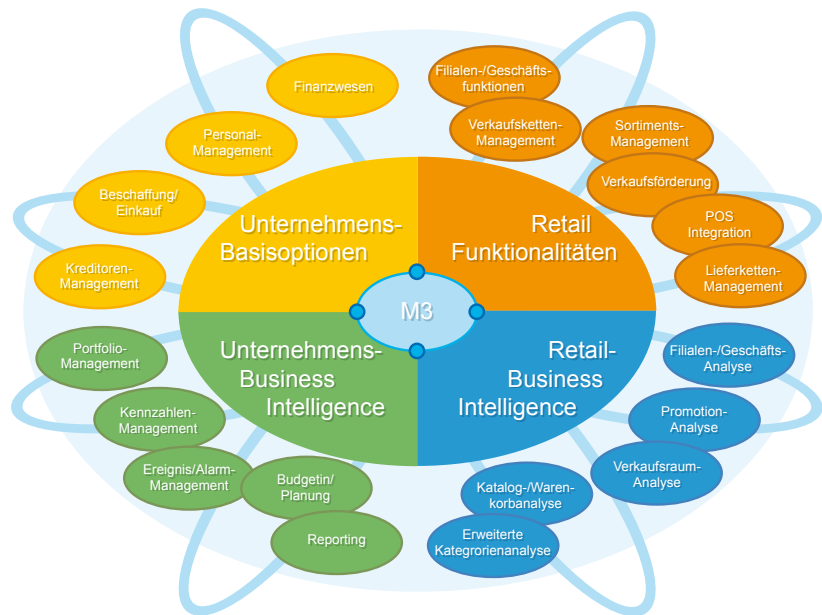 Finanzwesen
Personal-
Management
Beschaffung/
Einkauf
Kreditoren-
Management
Filialen-/Geschäfts-
funktionen
Verkaufsketten-
Management
Sortiments-
Management
Verkaufsförderung
POS
Integration
Lieferketten-
Management
Unternehmens-
Basisoptionen
Retail
Funktionalitäten
M3
Unternehmens-
Business
Intelligence
Retail-
Business
Intelligence
Portfolio-
Management
Kennzahlen-
Management
Ereignis/Alarm-
Management
Budgetin/
Planung
Reporting
Filialen-/Geschäfts-
Analyse
Promotion-
Analyse
Verkaufsraum-
Analyse
Katalog-/Waren-
korbanalyse
Erweiterte
Kategrorienanalyse